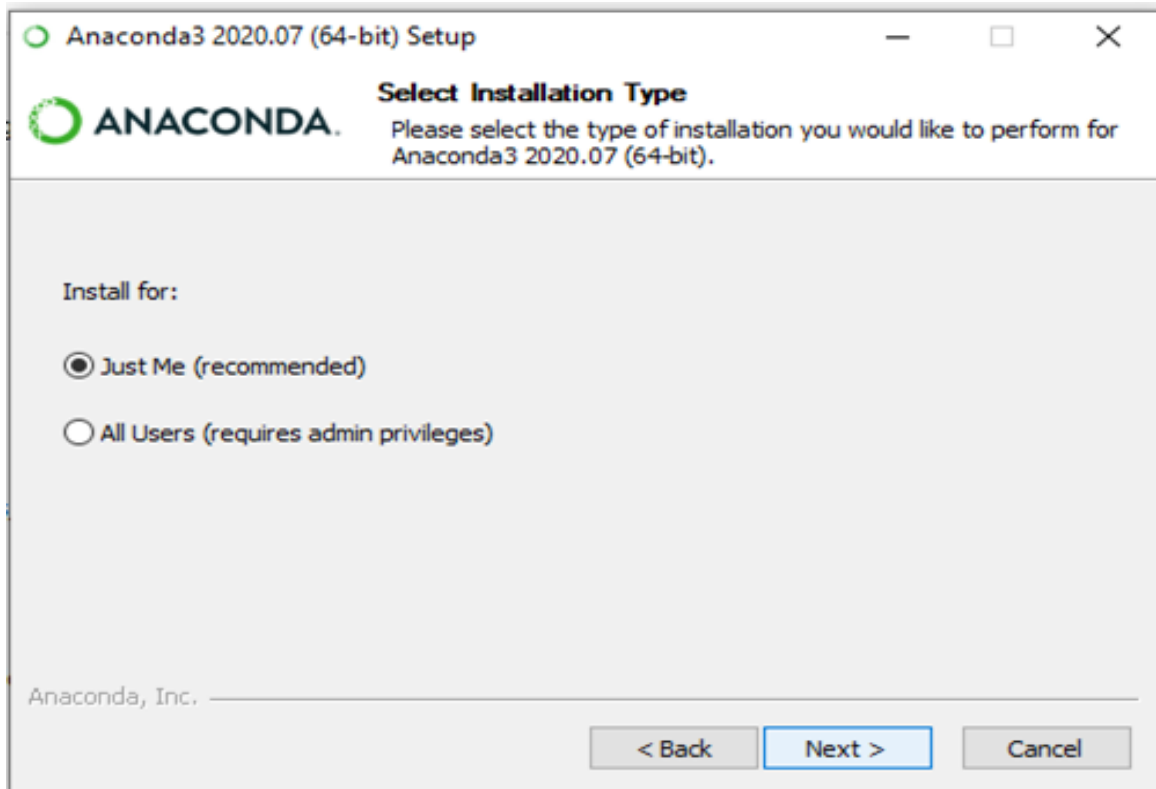 Anaconda3 2020.07 (64-bit) Setup
ANACONDA.
Select Installation Type
Please select the type of installation you would like to perform for
Anaconda3 2020.07 (64-bit).
Install for:
Just Me (recommended)
All Users (requires admin privileges)
Anaconda, Inc.
< Back
Next >
Cancel